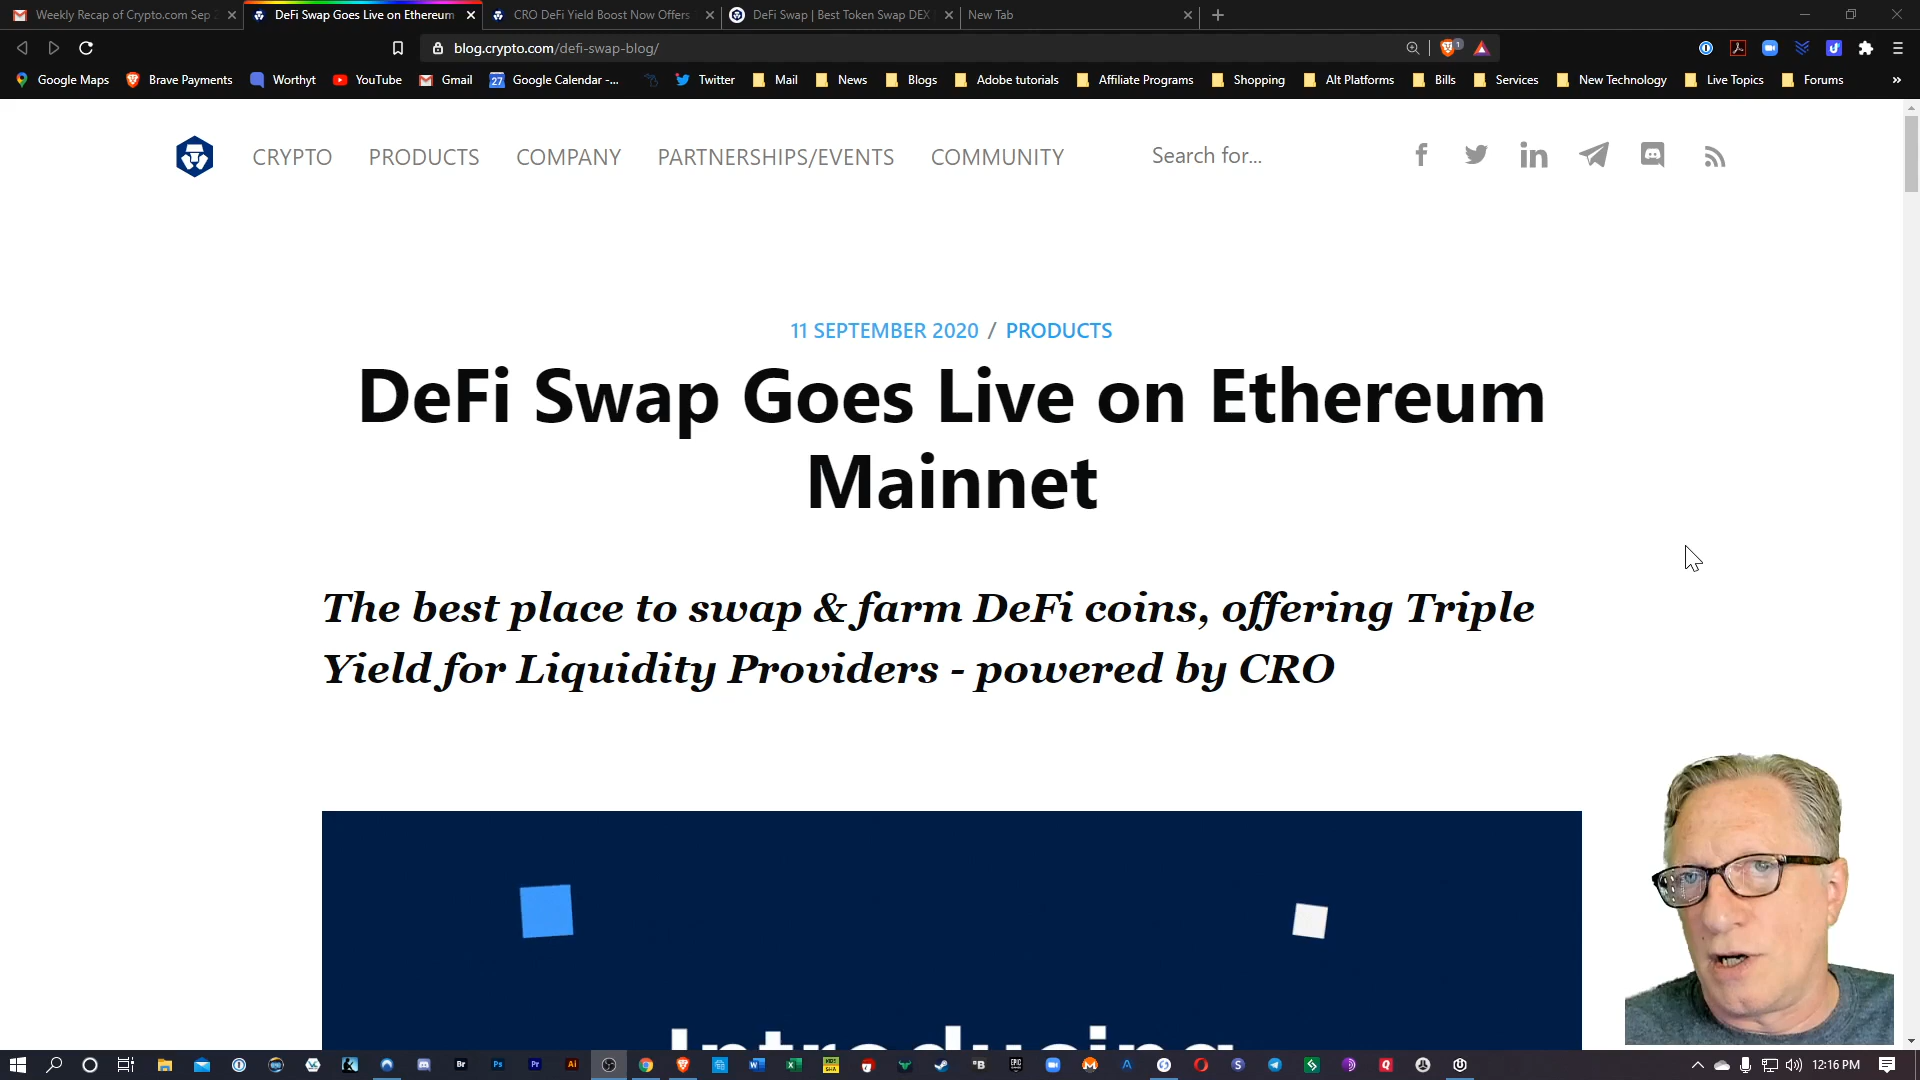 Weekly Recap of Crypto.com Sep
DeFi Swap Goes Live on Ethereum
CRO DeFi Yield Boost Now Offers
DeFi Swap | Best Token Swap DEX
New Tab
blog.crypto.com/defi-swap-blog/
Google Maps
Brave Payments
Worthy
YouTube
Gmail
27
Google Calendar -...
Twitter
Mail
News
Blogs
Adobe tutorials
Affiliate Programs
Shopping
Alt Platforms
Bills
Services
New Technology
Live Topics
Forums
CRYPTO
PRODUCTS
COMPANY
PARTNERSHIPS/EVENTS
COMMUNITY
Search for...
11 SEPTEMBER 2020 / PRODUCTS
DeFi Swap Goes Live on Ethereum
Mainnet
The best place to swap & farm DeFi coins, offering Triple
Yield for Liquidity Providers - powered by CRO
Introducing
12:16 PM